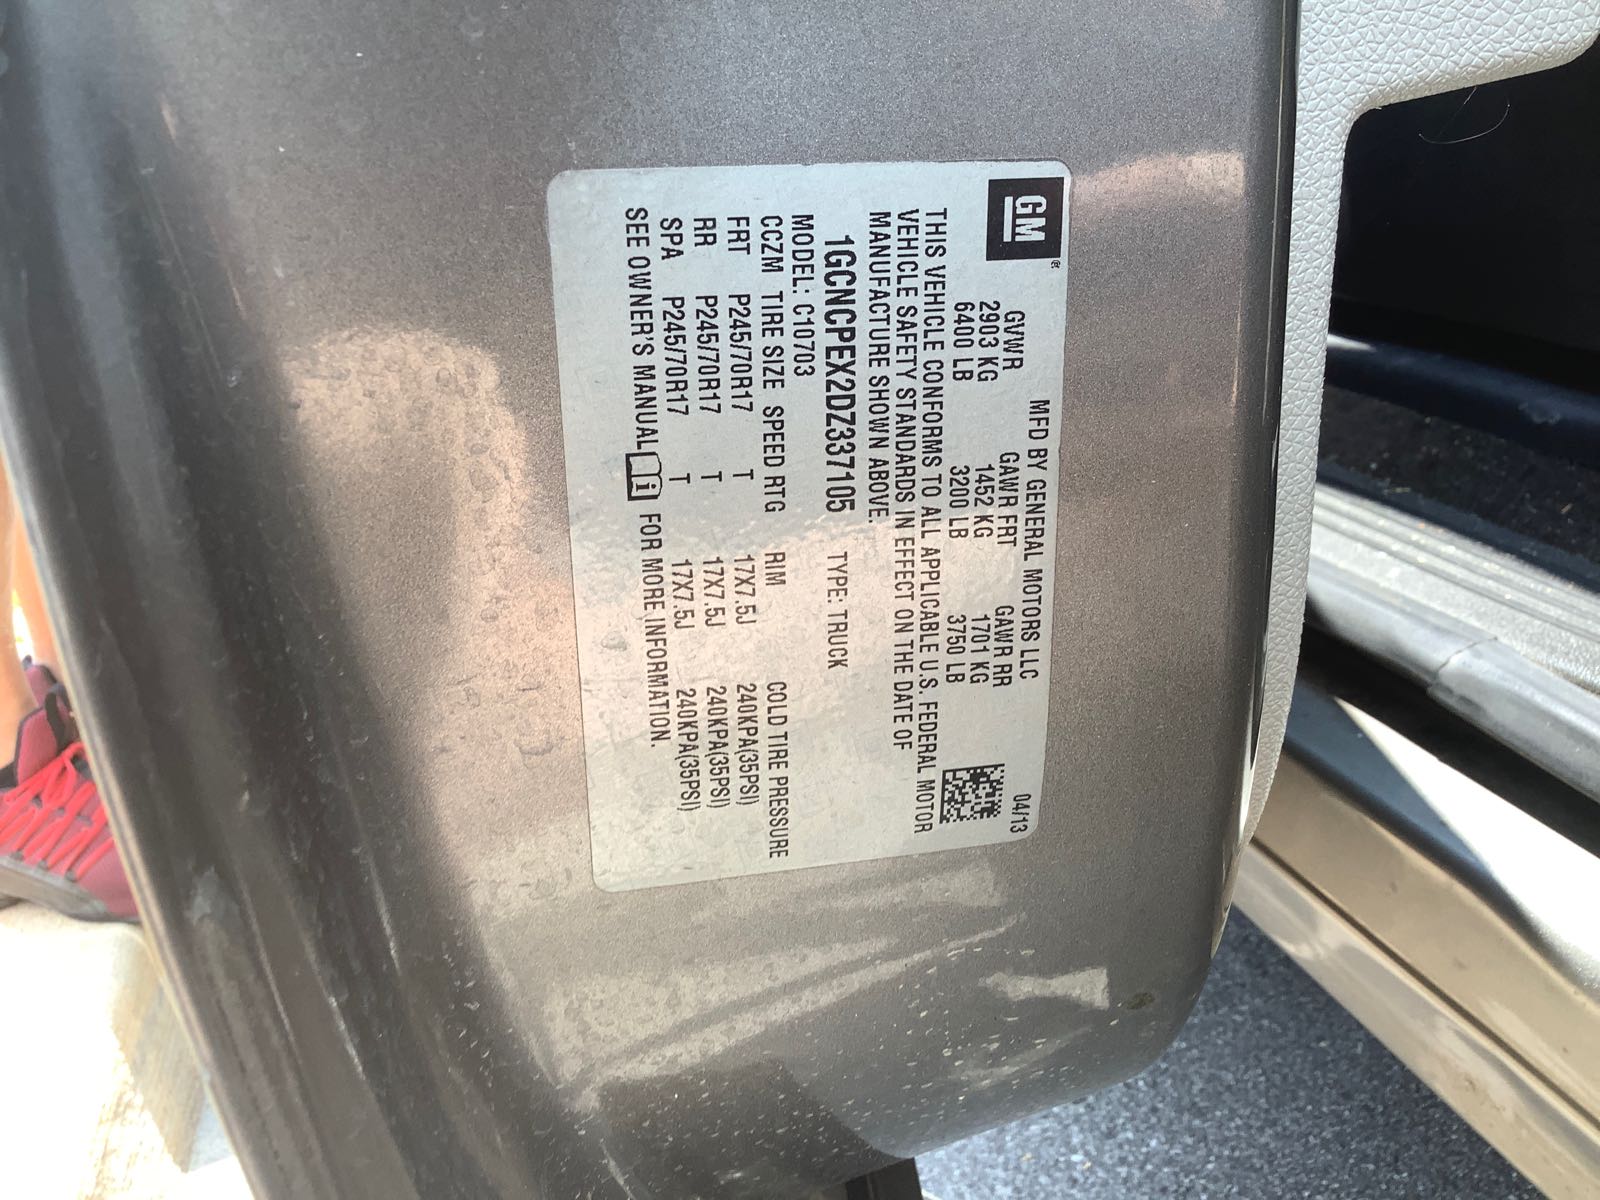 GM®
MFD BY GENERAL MOTORS LLC 04/13
GVWR GAWR FRT GAWR RR
2903 KG 1452 KG 1701 KG
6400 LB 3200 LB 3750 LB
THIS VEHICLE CONFORMS TO ALL APPLICABLE U.S. FEDERAL MOTOR
VEHICLE SAFETY STANDARDS IN EFFECT ON THE DATE OF
MANUFACTURE SHOWN ABOVE.
1GCNCPEX2DZ337105 TYPE: TRUCK
MODEL: C10703
CCZM TIRE SIZE SPEED RTG RIM COLD TIRE PRESSURE
FRT P245/70R17 T 17X7.5J 240KPA(35PSI)
RR P245/70R17 T 17X7.5J 240KPA(35PSI)
SPA P245/70R17 T 17X7.5J 240KPA(35PSI)
SEE OWNER'S MANUAL i FOR MORE INFORMATION.